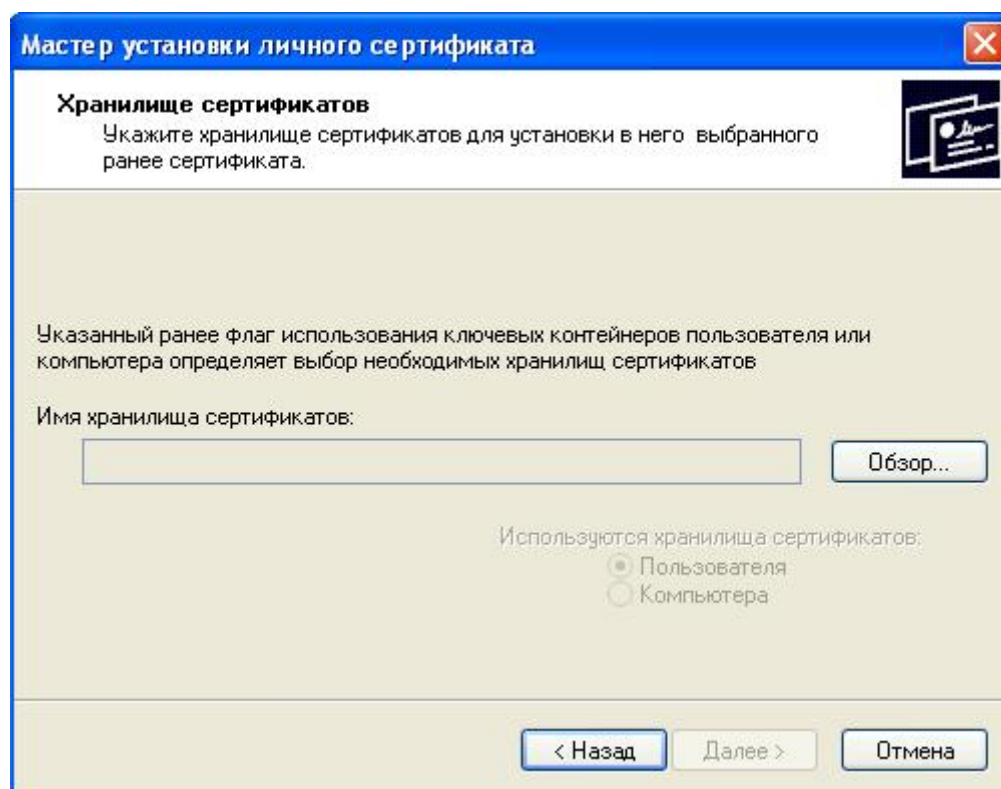 Мастер установки личного сертификата
Хранилище сертификатов
Укажите хранилище сертификатов для установки в него выбранного
ранее сертификата.
Указанный ранее флаг использования ключевых контейнеров пользователя или
компьютера определяет выбор необходимых хранилищ сертификатов
Имя хранилища сертификатов:
Обзор...
Используются хранилища сертификатов:
Пользователя
Компьютера
< Назад
Далее >
Отмена